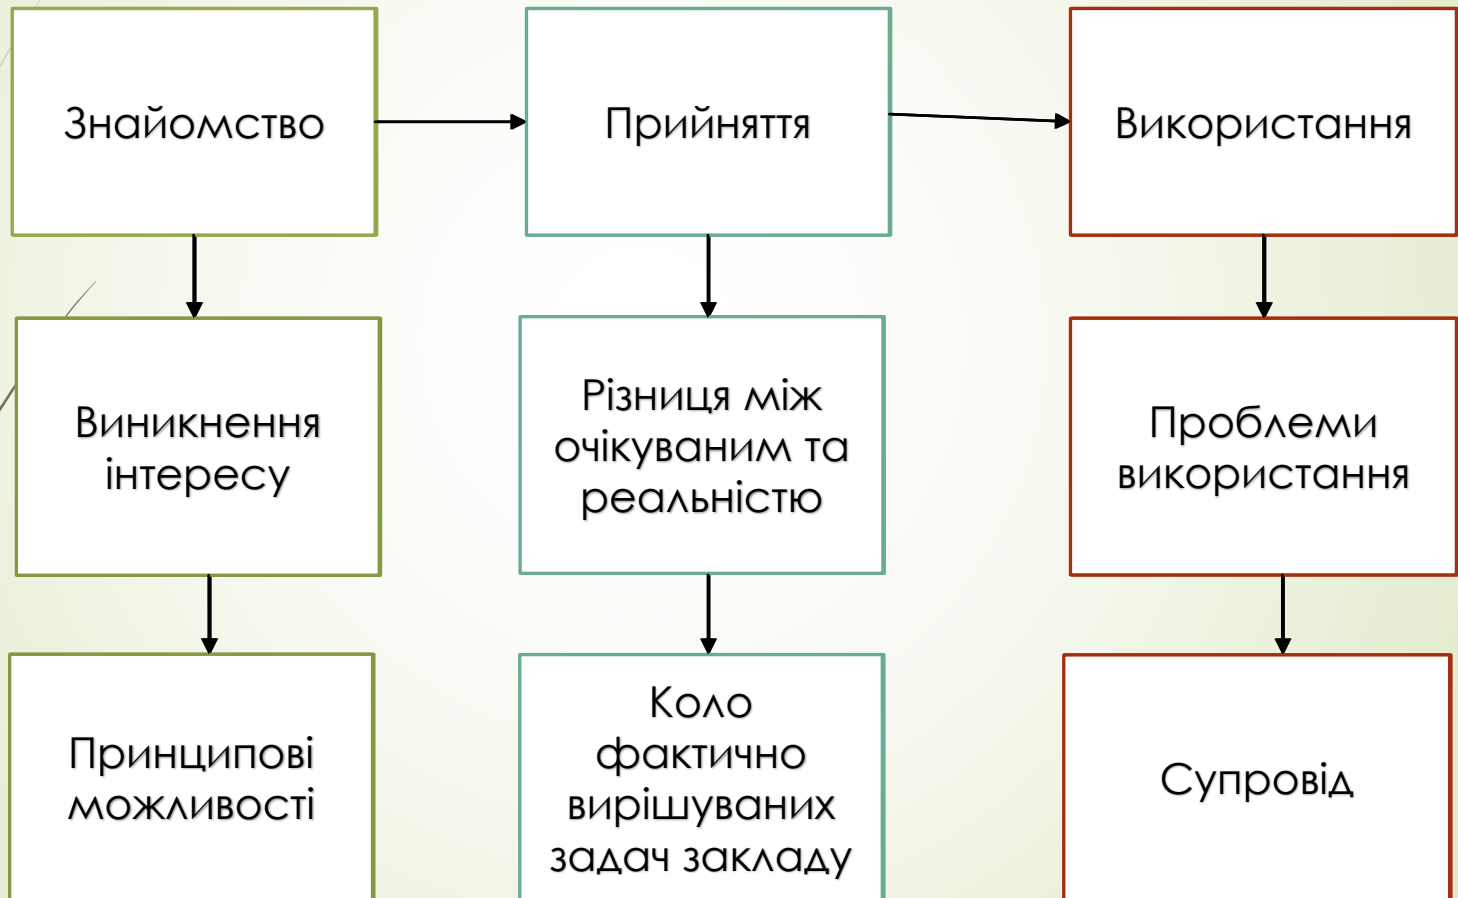 Знайомство
Прийняття
Використання
Виникнення
інтересу
Різниця між
очікуваним та
реальністю
Проблеми
використання
Принципові
можливості
Коло
фактично
вирішуваних
задач закладу
Супровід